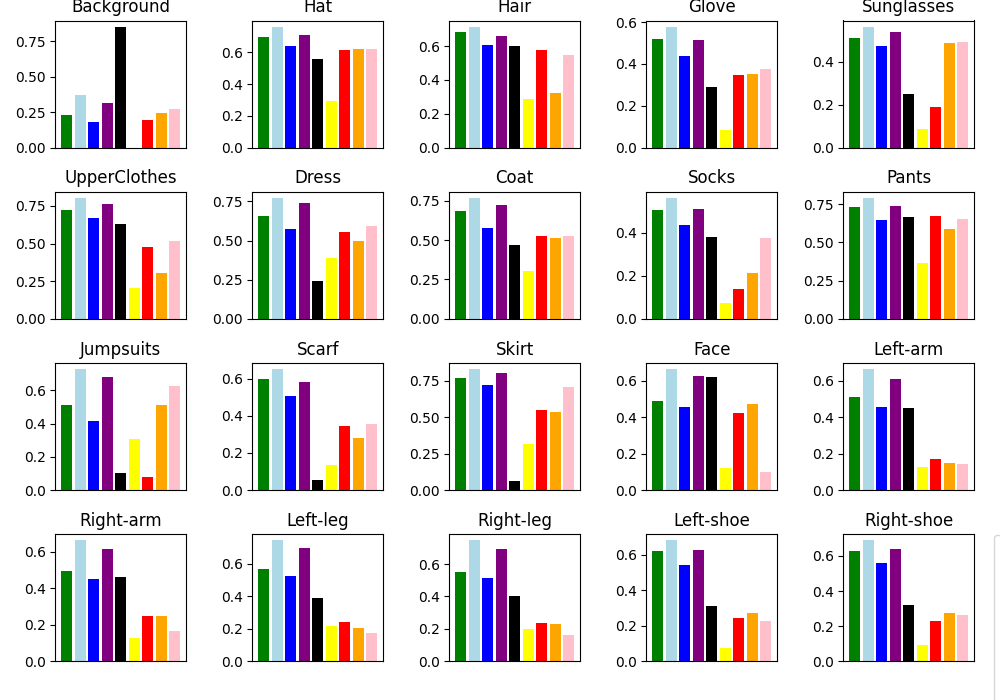 Background Hat Hair Glove Sunglasses
0.75 0.6 0.6 0.6 0.4
0.50 0.4 0.4 0.4 0.2
0.25 0.2 0.2 0.2 0.0
0.00 0.0 0.0 0.0
UpperClothes Dress Coat Socks Pants
0.75 0.75 0.75 0.4 0.75
0.50 0.50 0.50 0.2 0.50
0.25 0.25 0.25 0.0 0.25
0.00 0.00 0.00 0.00
Jumpsuits Scarf Skirt Face Left-arm
0.6 0.6 0.75 0.6 0.6
0.4 0.4 0.50 0.4 0.4
0.2 0.2 0.25 0.2 0.2
0.0 0.0 0.00 0.0 0.0
Right-arm Left-leg Right-leg Left-shoe Right-shoe
0.6 0.6 0.6 0.6 0.6
0.4 0.4 0.4 0.4 0.4
0.2 0.2 0.2 0.2 0.2
0.0 0.0 0.0 0.0 0.0